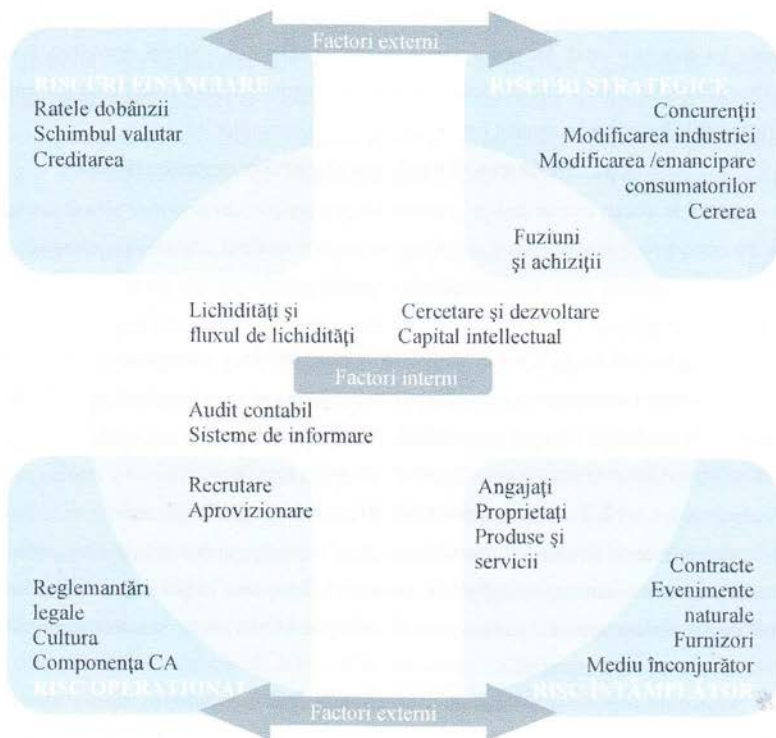 Factori externi
RISCURI FINANCIARE
Ratele dobânzii
Schimbul valutar
Creditarea
RISCURI STRATEGICE
Concurenții
Modificarea industriei
Modificarea /emancipare
consumatorilor
Cererea
Fuziuni
și achiziții
Lichidități și
fluxul de lichidități
Cercetare și dezvoltare
Capital intellectual
Factori interni
Audit contabil
Sisteme de informare
Recrutare
Aprovizionare
Angajați
Proprietați
Produse și
servicii
Reglemantări
legale
Cultura
Componența CA
RISC OPERAȚIONAL
Contracte
Evenimente
naturale
Furnizori
Mediu înconjurător
RISC ÎNTÂMPLĂTOR
Factori externi